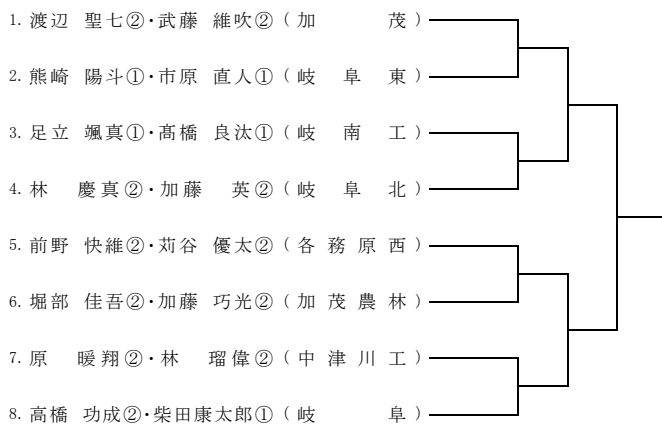 1. 渡辺 聖七②・武藤 維吹②（加茂）
2. 熊崎 陽斗①・市原 直人①（岐阜東）
3. 足立 颯真①・髙橋 良汰①（岐南工）
4. 林 慶真②・加藤 英②（岐阜北）
5. 前野 快維②・苅谷 優太②（各務原西）
6. 堀部 佳吾②・加藤 巧光②（加茂農林）
7. 原 暖翔②・林 瑠偉②（中津川工）
8. 高橋 功成②・柴田康太郎①（岐阜）